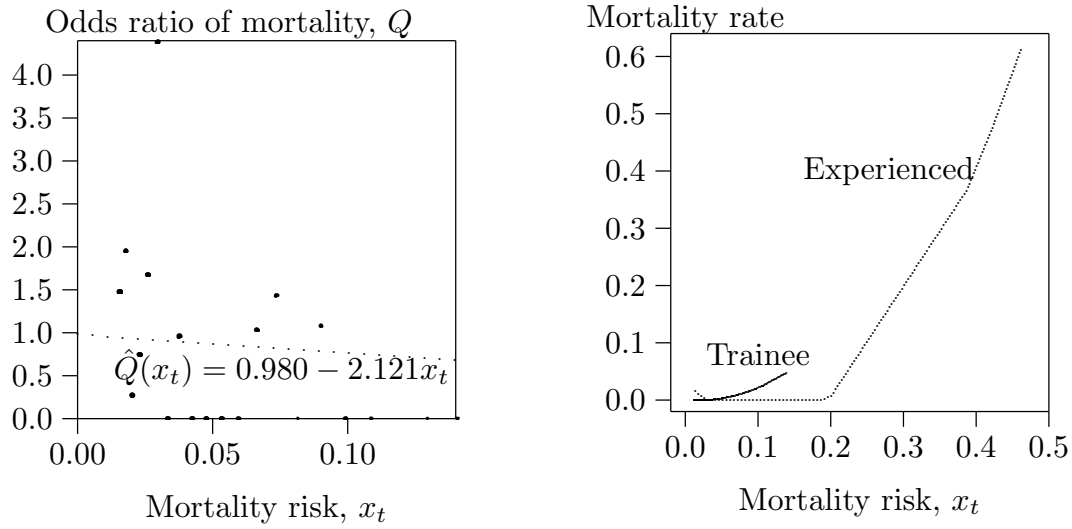 Odds ratio of mortality, Q
4.0
3.5
3.0
2.5
2.0
1.5
1.0
0.5
0.0
Q̂(x_t) = 0.980 − 2.121x_t
0.00 0.05 0.10
Mortality risk, x_t
Mortality rate
0.6
0.5
0.4
0.3
0.2
0.1
0.0
Experienced
Trainee
0.0 0.1 0.2 0.3 0.4 0.5
Mortality risk, x_t